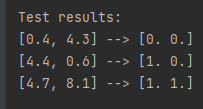 Test results:
[0.4, 4.3] --> [0. 0.]
[4.4, 0.6] --> [1. 0.]
[4.7, 8.1] --> [1. 1.]